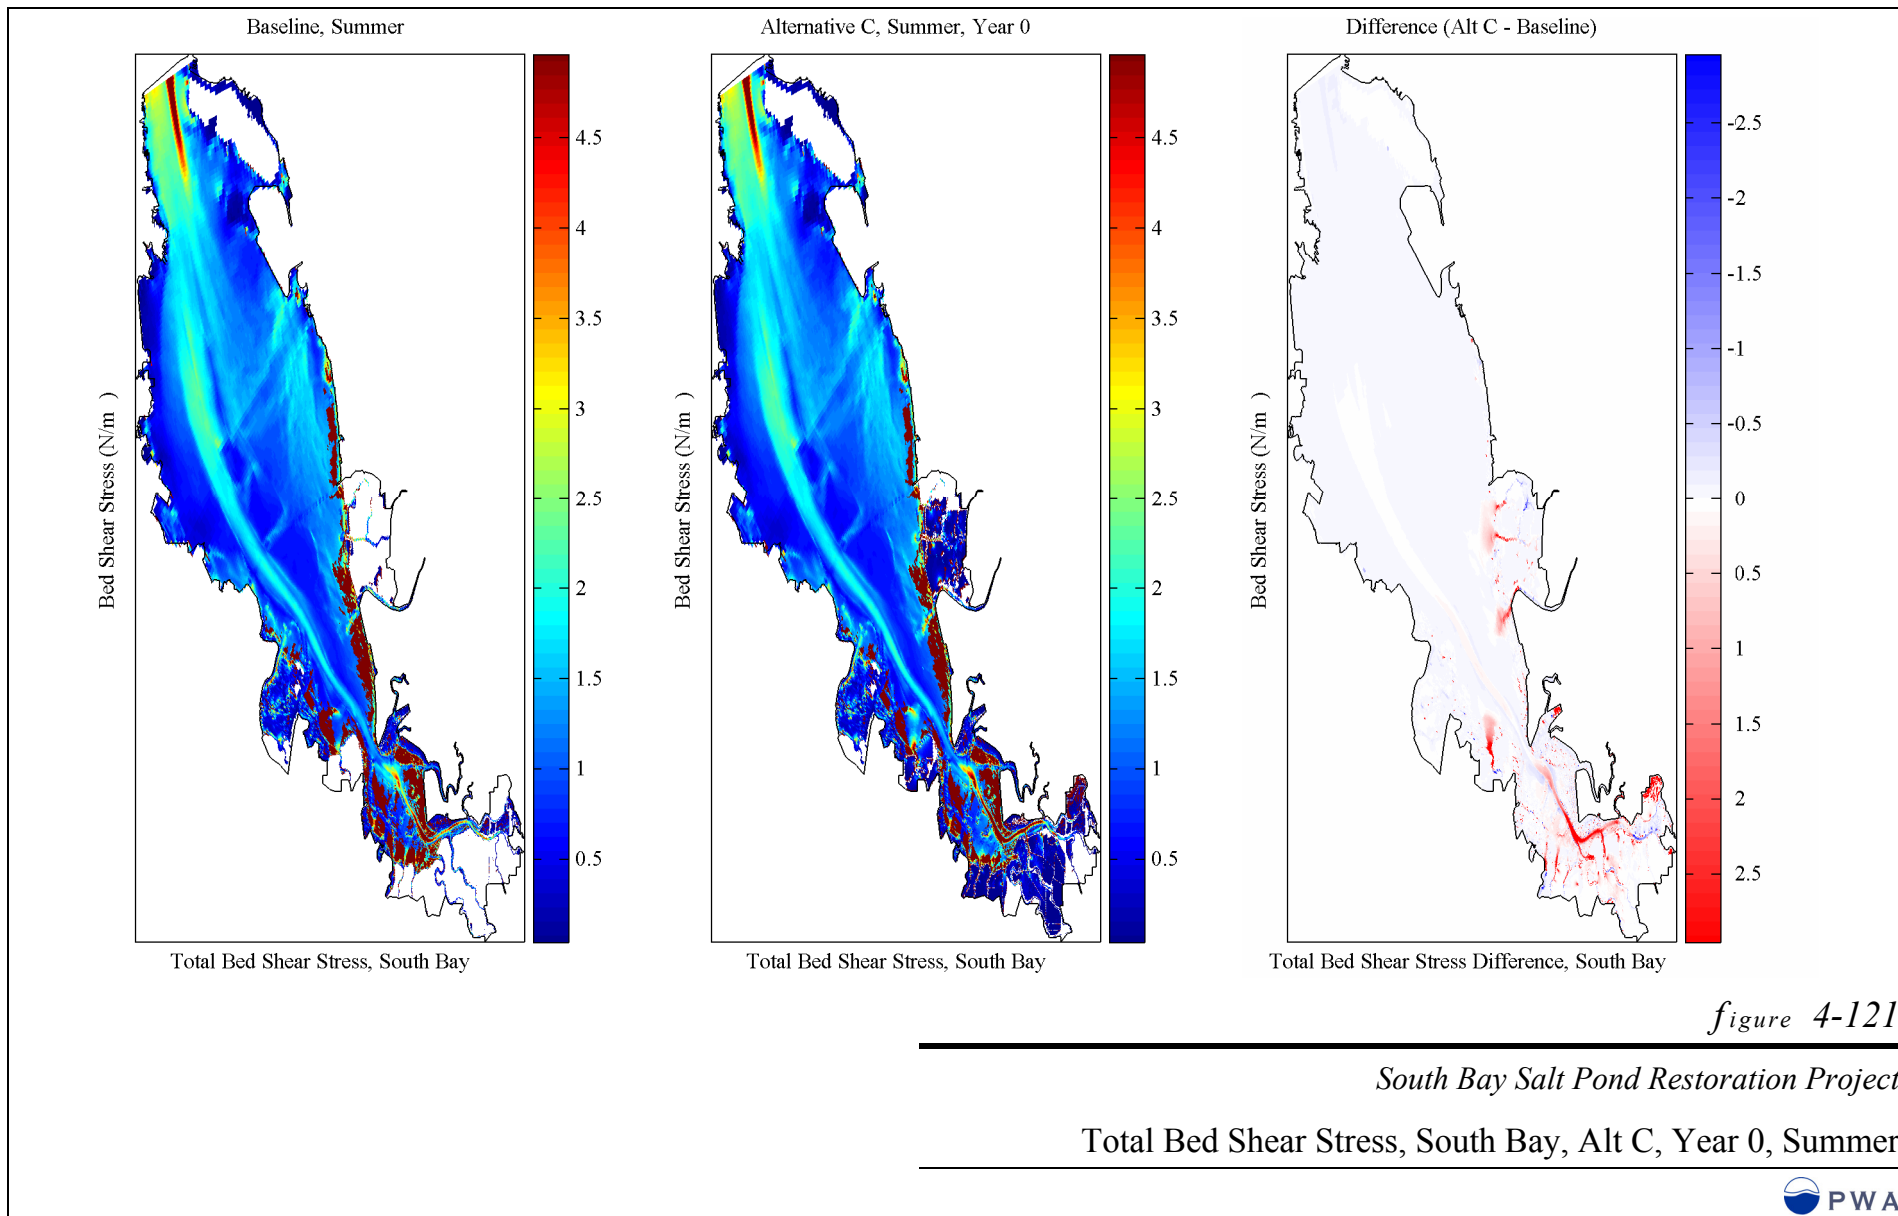 Baseline, Summer
Alternative C, Summer, Year 0
Difference (Alt C - Baseline)
Bed Shear Stress (N/m )
4.5
4
3.5
3
2.5
2
1.5
1
0.5
Total Bed Shear Stress, South Bay
Bed Shear Stress (N/m )
4.5
4
3.5
3
2.5
2
1.5
1
0.5
Total Bed Shear Stress, South Bay
Bed Shear Stress (N/m )
-2.5
-2
-1.5
-1
-0.5
0
0.5
1
1.5
2
2.5
Total Bed Shear Stress Difference, South Bay
figure 4-121
South Bay Salt Pond Restoration Project
Total Bed Shear Stress, South Bay, Alt C, Year 0, Summer
PWA